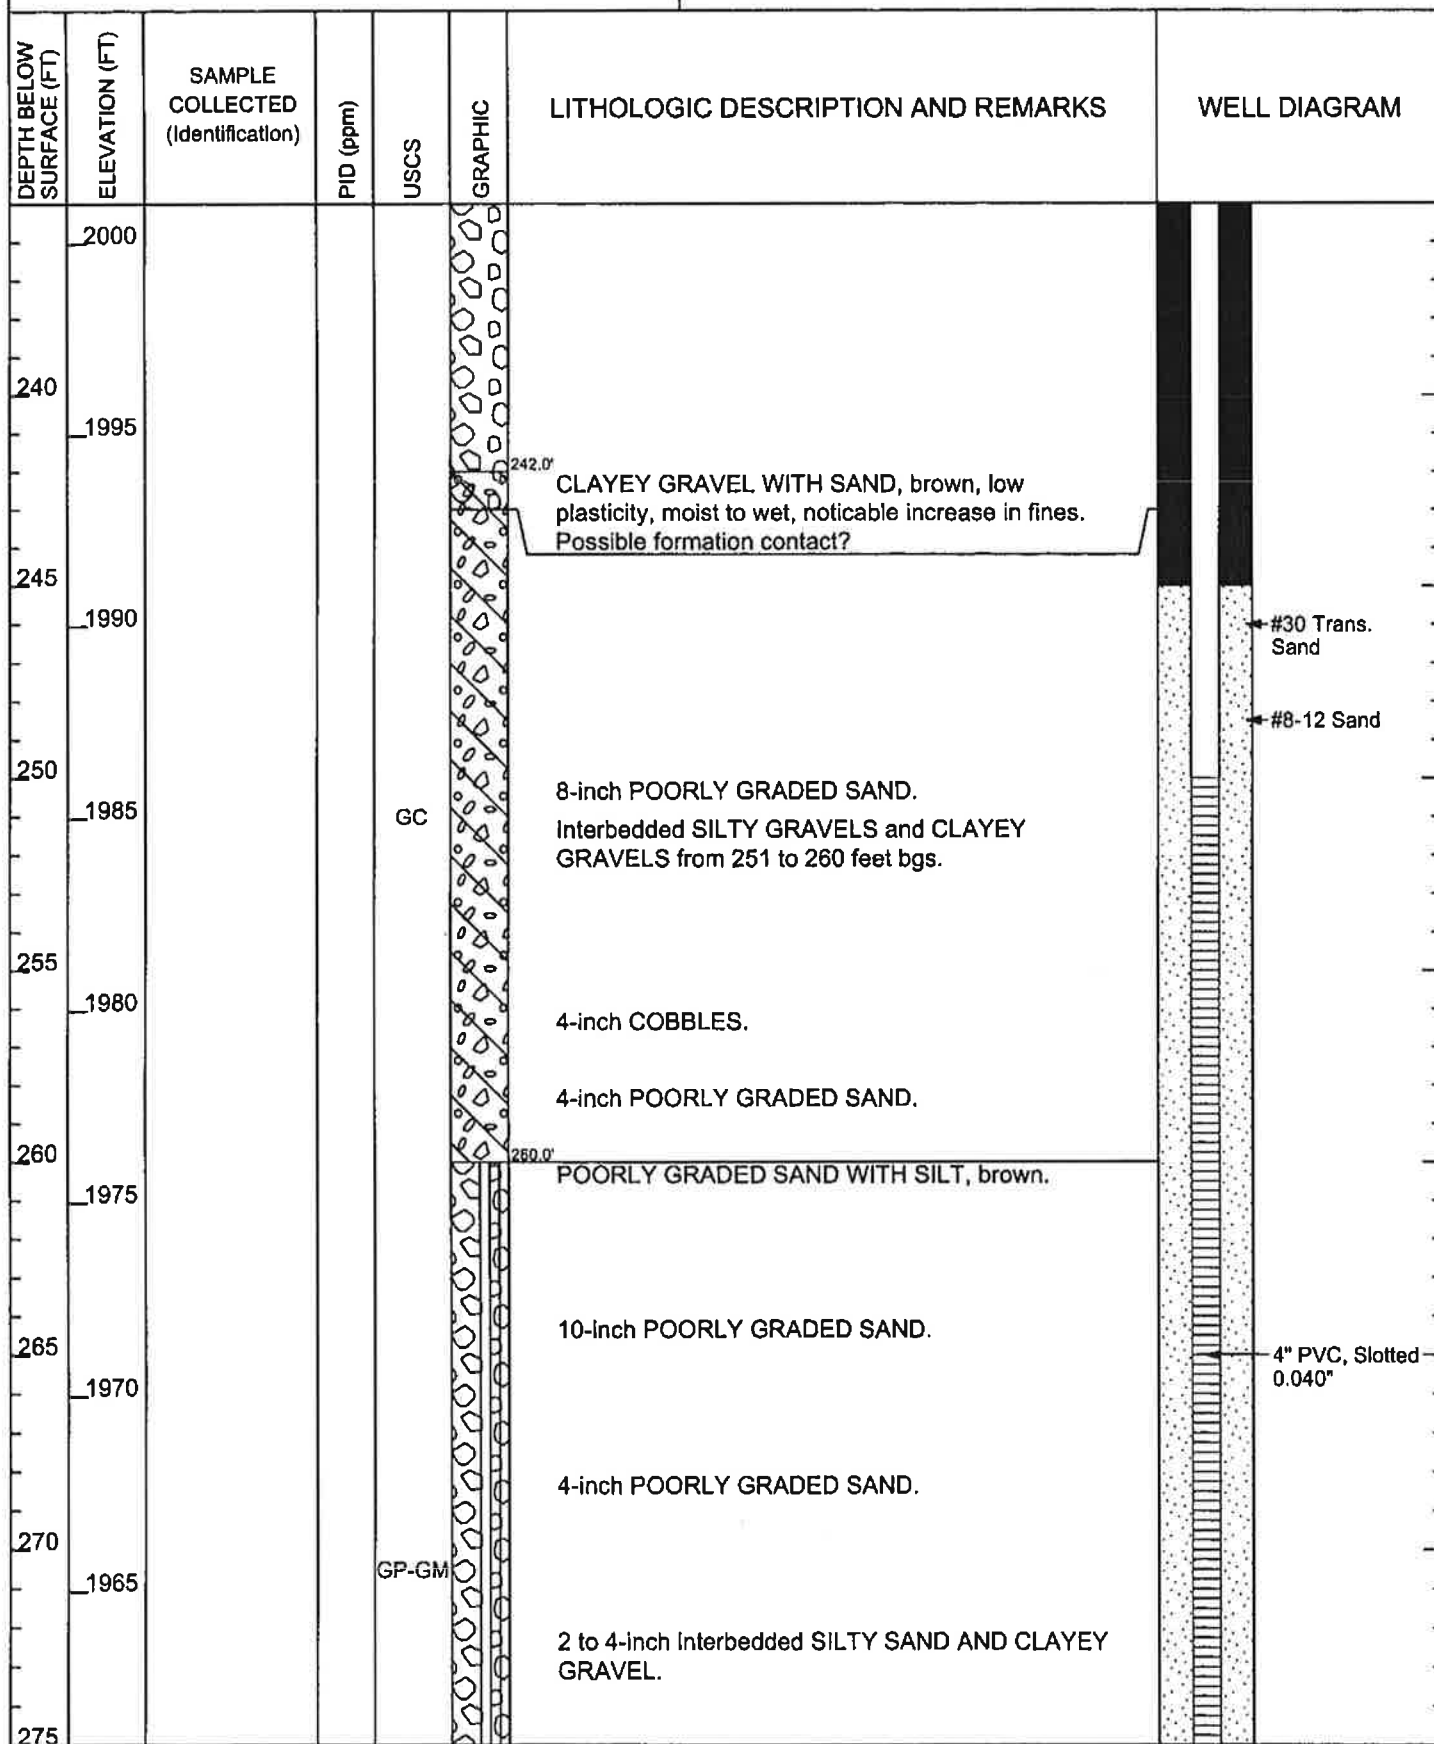 DEPTH BELOW
SURFACE (FT)
ELEVATION (FT)
SAMPLE
COLLECTED
(Identification)
PID (ppm)
USCS
GRAPHIC
LITHOLOGIC DESCRIPTION AND REMARKS
WELL DIAGRAM
2000
240
1995
242.0'
CLAYEY GRAVEL WITH SAND, brown, low
plasticity, moist to wet, noticable increase in fines.
Possible formation contact?
245
1990
#30 Trans.
Sand
#8-12 Sand
250
8-inch POORLY GRADED SAND.
1985
GC
Interbedded SILTY GRAVELS and CLAYEY
GRAVELS from 251 to 260 feet bgs.
255
1980
4-inch COBBLES.
4-inch POORLY GRADED SAND.
260
260.0'
POORLY GRADED SAND WITH SILT, brown.
1975
10-inch POORLY GRADED SAND.
265
4" PVC, Slotted
0.040"
1970
4-inch POORLY GRADED SAND.
270
GP-GM
1965
2 to 4-inch Interbedded SILTY SAND AND CLAYEY
GRAVEL.
275